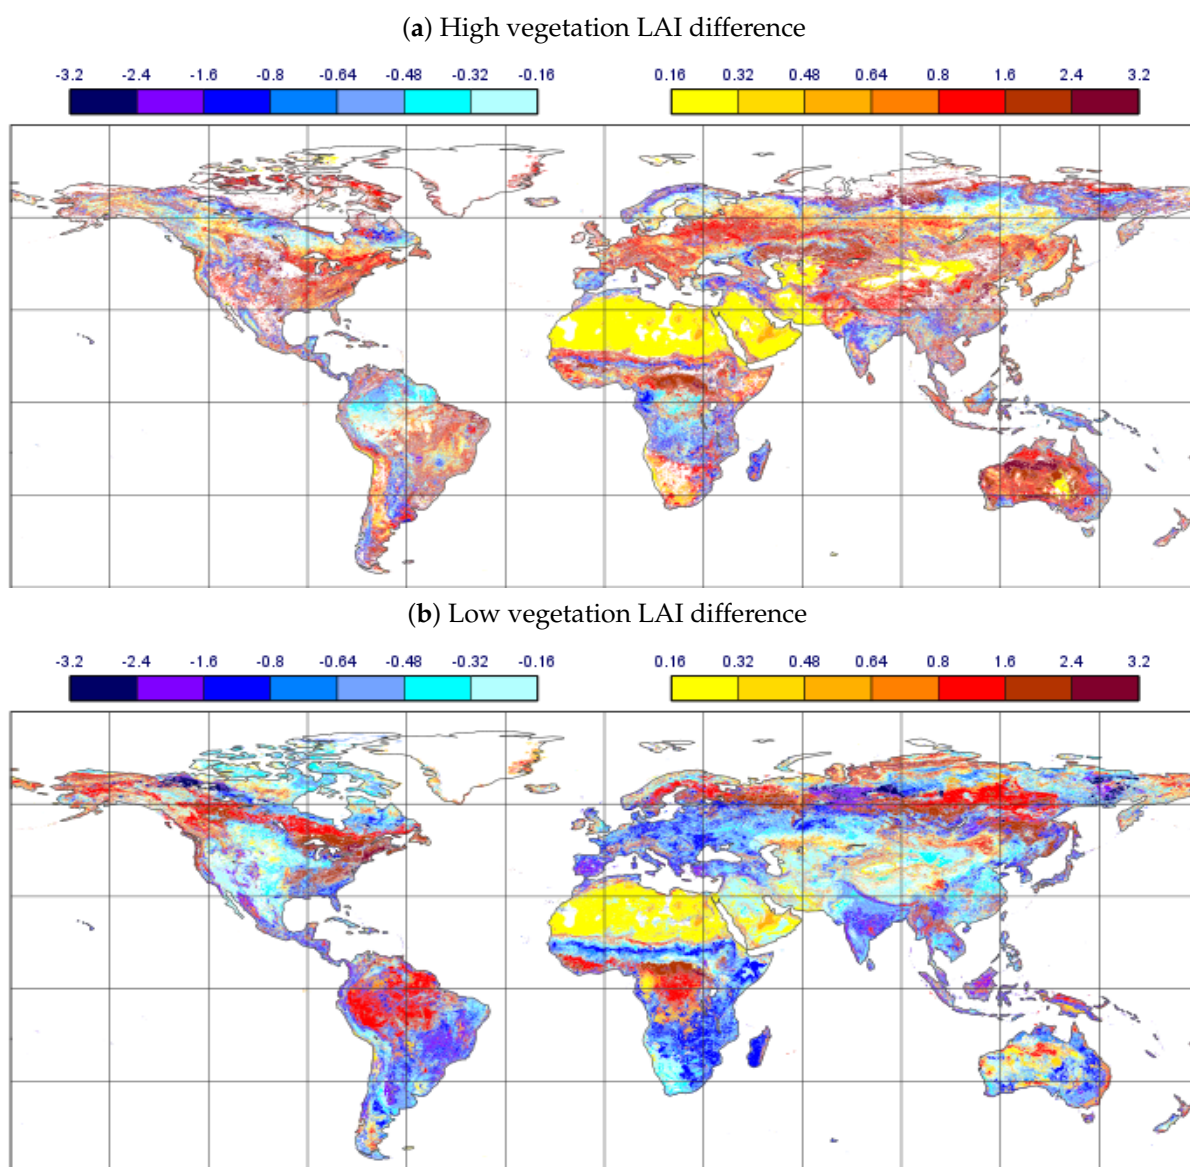 (a) High vegetation LAI difference
-3.2 -2.4 -1.6 -0.8 -0.64 -0.48 -0.32 -0.16 0.16 0.32 0.48 0.64 0.8 1.6 2.4 3.2
(b) Low vegetation LAI difference
-3.2 -2.4 -1.6 -0.8 -0.64 -0.48 -0.32 -0.16 0.16 0.32 0.48 0.64 0.8 1.6 2.4 3.2